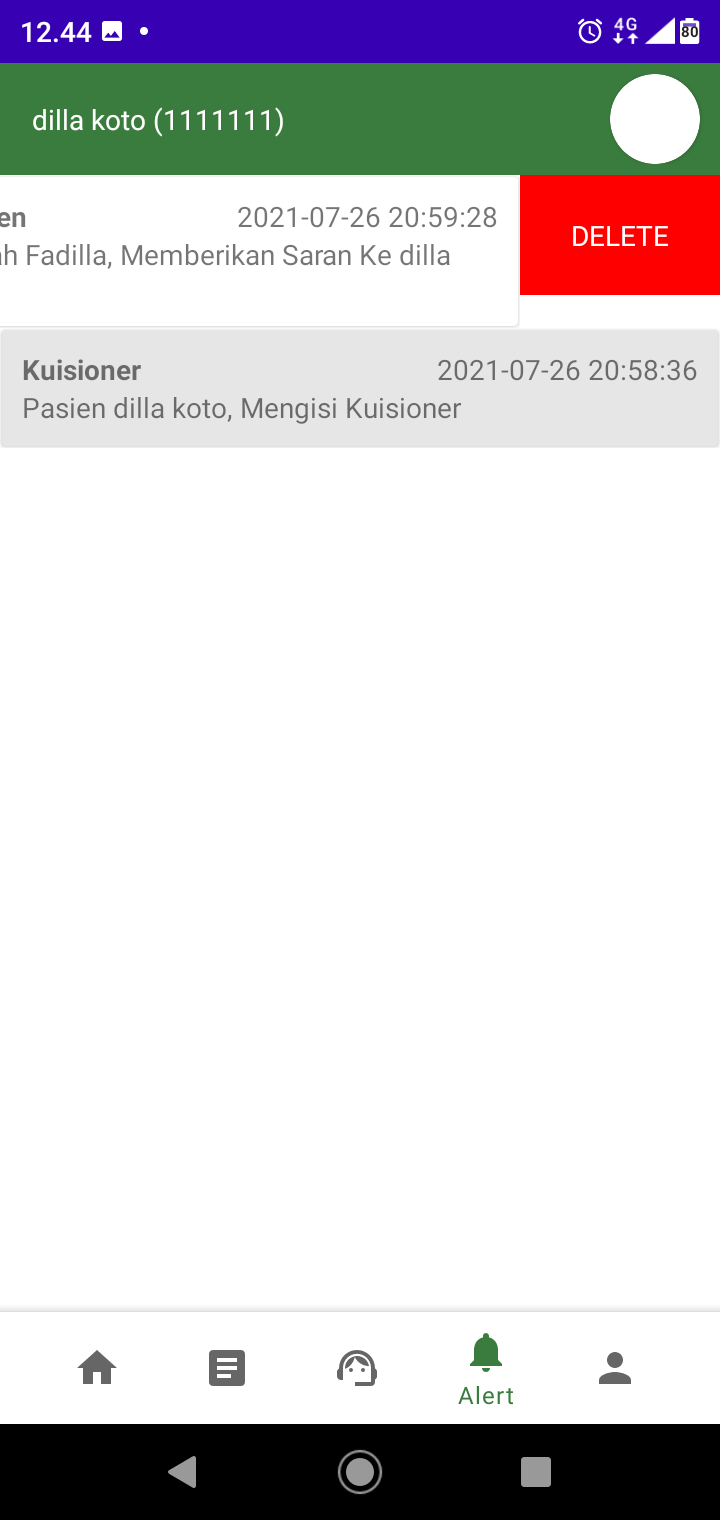 12.44 4G 80
dilla koto (1111111)
en 2021-07-26 20:59:28 DELETE
ah Fadilla, Memberikan Saran Ke dilla
Kuisioner 2021-07-26 20:58:36
Pasien dilla koto, Mengisi Kuisioner
Alert